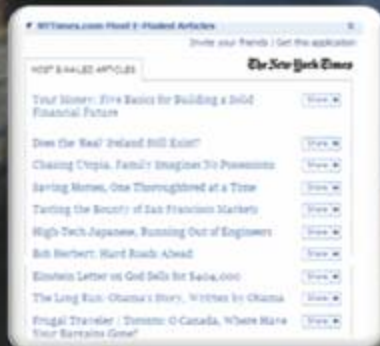 NYTimes.com Most E-Mailed Articles
Invite your friends | Get this application
MOST E-MAILED ARTICLES
The New York Times
Your Money: Five Basics for Building a Solid
Financial Future
Share
Does the Real Ireland Still Exist?
Share
Chasing Utopia, Family Imagines No Possessions
Share
Saving Horses, One Thoroughbred at a Time
Share
Tasting the Bounty of San Francisco Markets
Share
High-Tech Japanese, Running Out of Engineers
Share
Bob Herbert: Hard Roads Ahead
Share
Einstein Letter on God Sells for $404,000
Share
The Long Run: Obama's Story, Written by Obama
Share
Frugal Traveler | Toronto: O Canada, Where Have
Your Bargains Gone?
Share